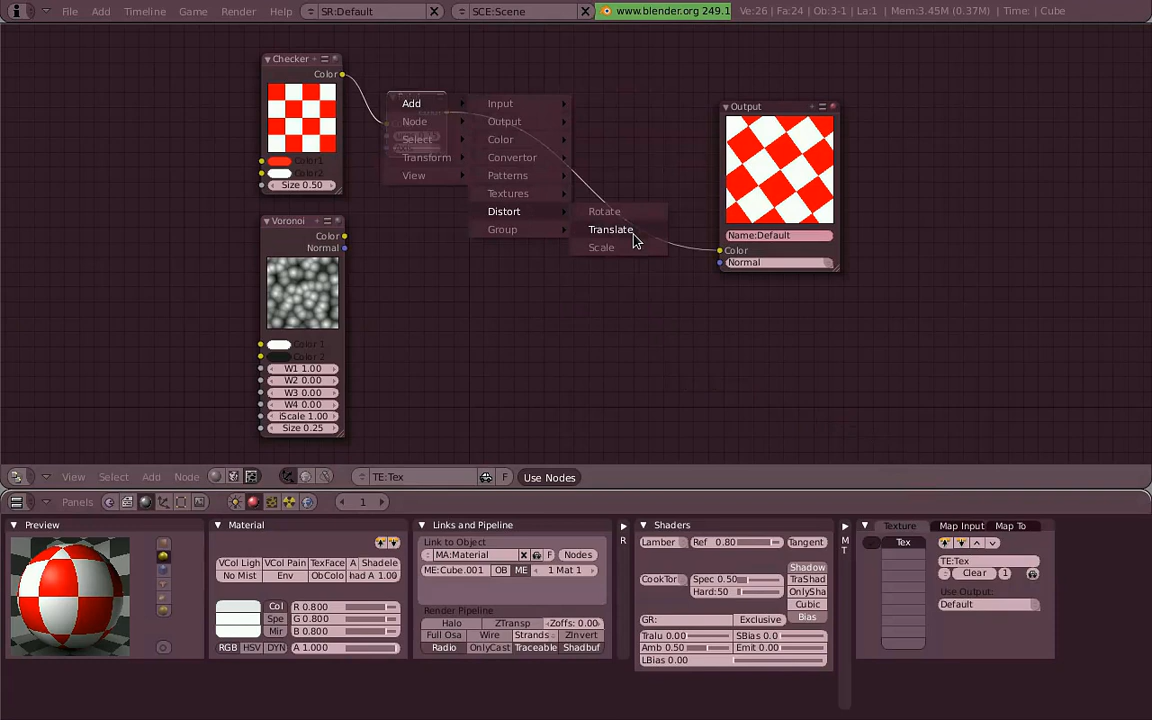 File Add Timeline Game Render Help SR:Default SCE:Scene www.blender.org 249.1 Ve:26 | Fa:24 | Ob:3-1 | La:1 | Mem:3.45M (0.37M) | Time: | Cube
Checker
Color
Color1
Color2
Size 0.50
Voronoi
Color
Normal
Color 1
Color 2
W1 1.00
W2 0.00
W3 0.00
W4 0.00
iScale 1.00
Size 0.25
Add
Node
Select
Transform
View
Input
Output
Color
Convertor
Patterns
Textures
Distort
Group
Rotate
Translate
Scale
Output
Name:Default
Color
Normal
View Select Add Node TE:Tex F Use Nodes
Panels 1
Preview
Material
VCol Ligh VCol Pain TexFace A Shadele
No Mist Env ObColo had A 1.00
Col R 0.800
Spe G 0.800
Mir B 0.800
RGB HSV DYN A 1.000
Links and Pipeline
Link to Object
MA:Material F Nodes
ME:Cube.001 OB ME 1 Mat 1
Render Pipeline
Halo ZTransp Zoffs: 0.00
Full Osa Wire Strands ZInvert
Radio OnlyCast Traceable Shadbuf
R
Shaders
Lamber Ref 0.80 Tangent
Shadow
CookTor Spec 0.50 TraShad
Hard:50 OnlySha
Cubic
GR: Exclusive Bias
Tralu 0.00 SBias 0.0
Amb 0.50 Emit 0.00
LBias 0.00
M
T
Texture Map Input Map To
Tex
TE:Tex
Clear 1
Use Output:
Default